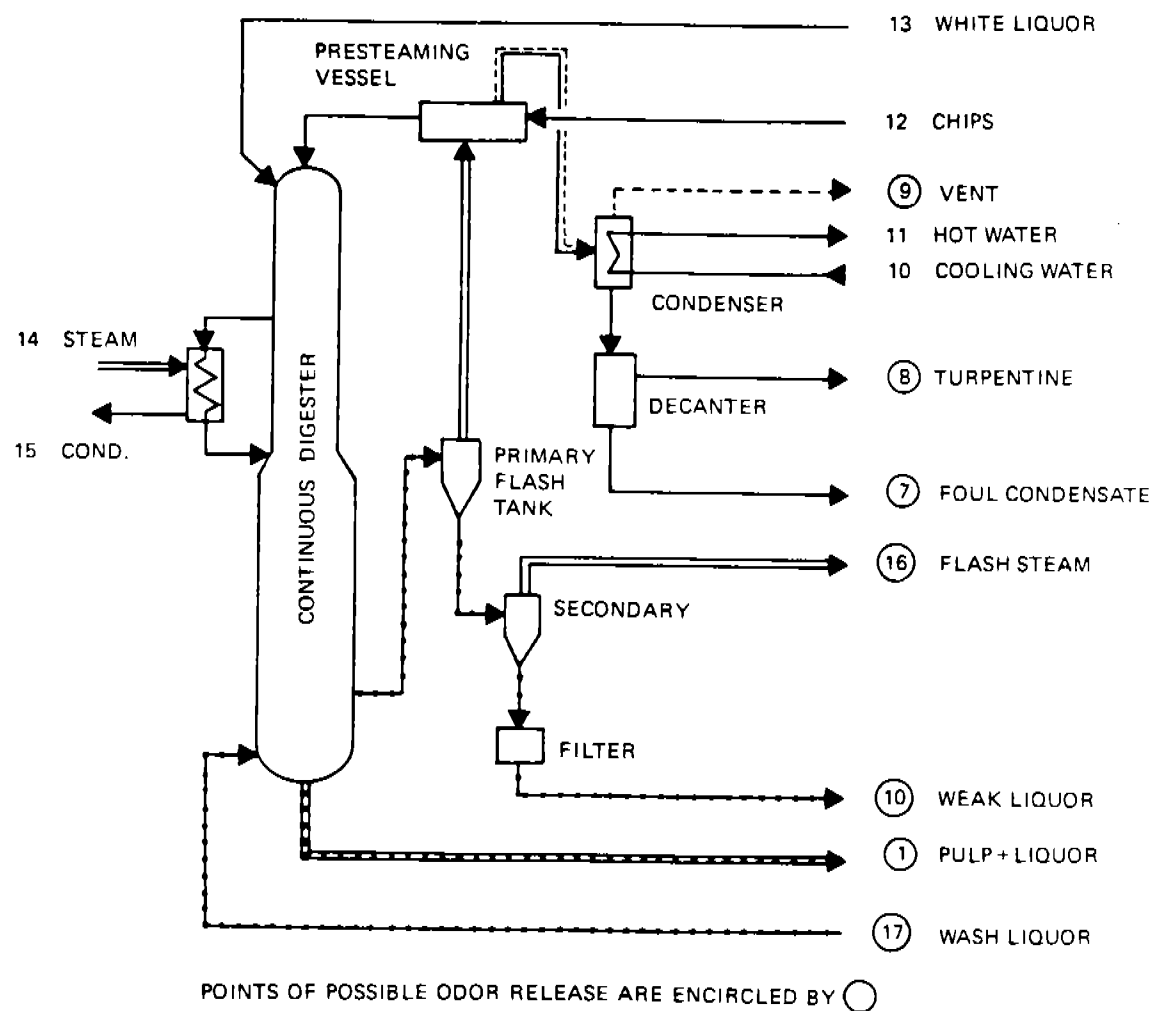 13 WHITE LIQUOR
PRESTEAMING
VESSEL
12 CHIPS
9 VENT
11 HOT WATER
10 COOLING WATER
CONDENSER
14 STEAM
8 TURPENTINE
DECANTER
15 COND.
CONTINUOUS DIGESTER
PRIMARY
FLASH
TANK
7 FOUL CONDENSATE
16 FLASH STEAM
SECONDARY
FILTER
10 WEAK LIQUOR
1 PULP + LIQUOR
17 WASH LIQUOR
POINTS OF POSSIBLE ODOR RELEASE ARE ENCIRCLED BY